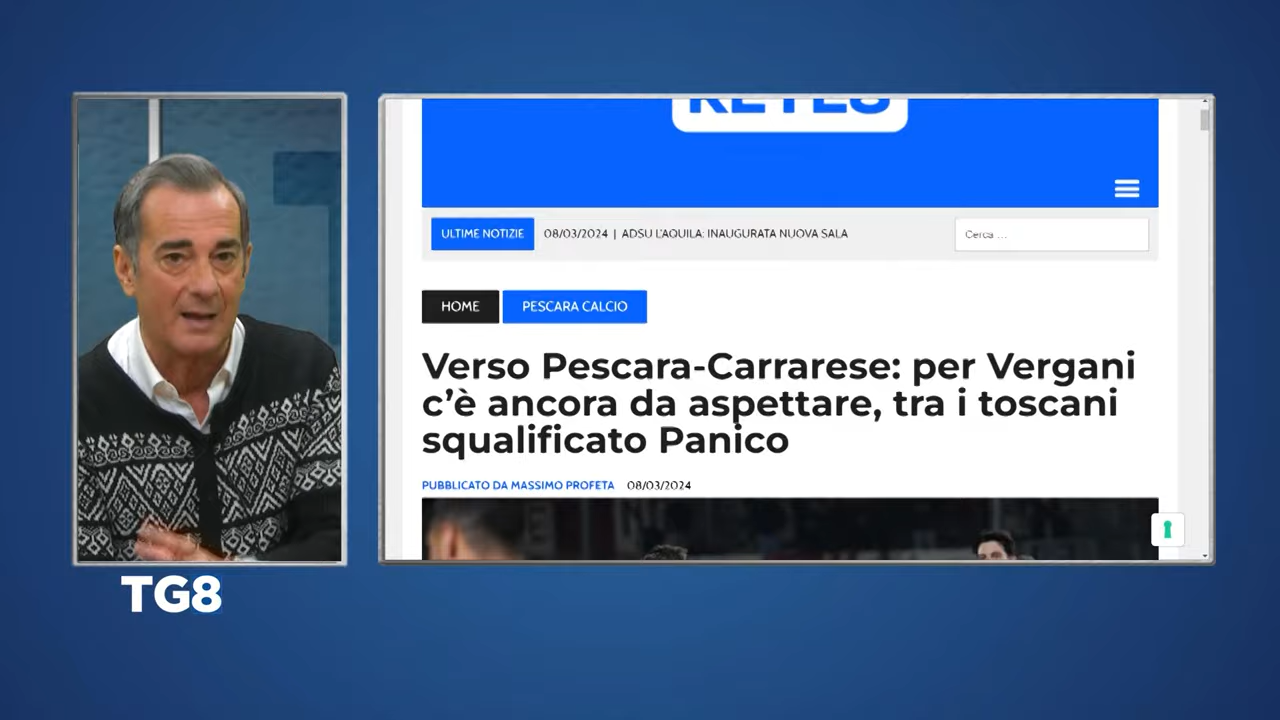 RETE8
ULTIME NOTIZIE
08/03/2024 | ADSU L'AQUILA: INAUGURATA NUOVA SALA
Cerca ...
HOME
PESCARA CALCIO
Verso Pescara-Carrarese: per Vergani
c'è ancora da aspettare, tra i toscani
squalificato Panico
PUBBLICATO DA MASSIMO PROFETA 08/03/2024
TG8